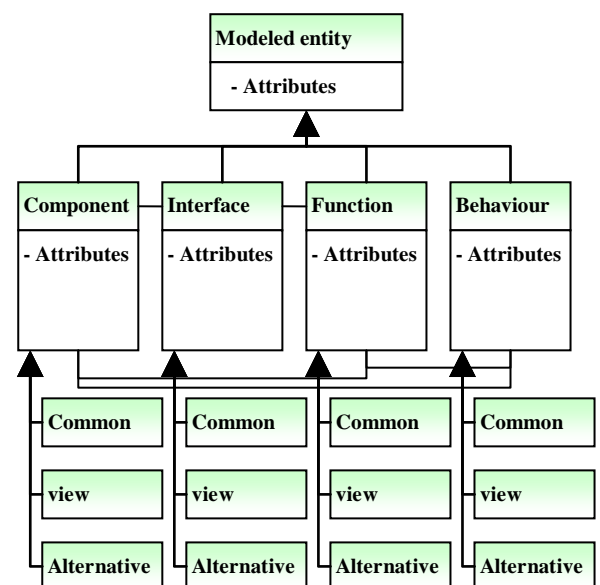 Modeled entity
- Attributes
Component Interface Function Behaviour
- Attributes - Attributes - Attributes - Attributes
Common Common Common Common
view view view view
Alternative Alternative Alternative Alternative